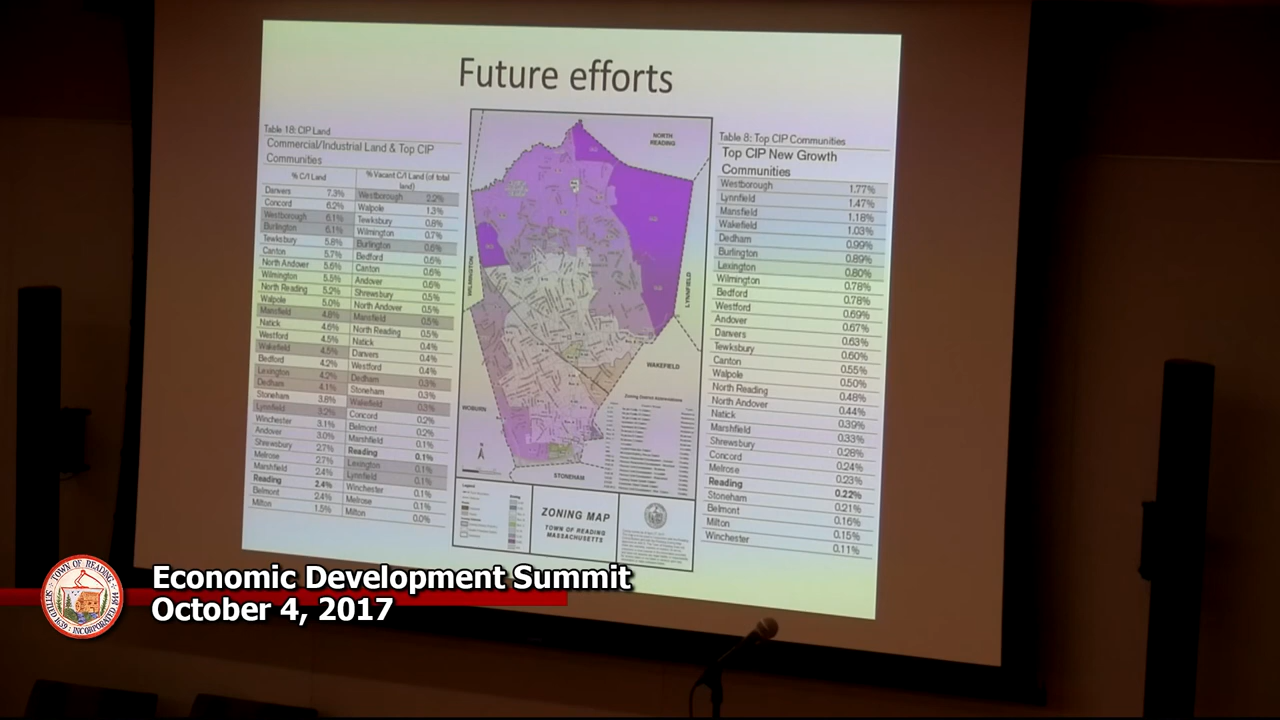 Future efforts
Table 18: CIP Land
Commercial/Industrial Land & Top CIP
Communities
% C/I Land
Danvers 7.3%
Concord 6.2%
Westborough 6.1%
Burlington 6.1%
Tewksbury 5.8%
Canton 5.7%
North Andover 5.6%
Wilmington 5.5%
North Reading 5.2%
Walpole 5.0%
Mansfield 4.8%
Natick 4.6%
Westford 4.5%
Wakefield 4.5%
Bedford 4.2%
Lexington 4.2%
Dedham 4.1%
Stoneham 3.8%
Lynnfield 3.2%
Winchester 3.1%
Andover 3.0%
Shrewsbury 2.7%
Melrose 2.7%
Marshfield 2.4%
Reading 2.4%
Belmont 2.4%
Milton 1.5%
% Vacant C/I Land (of total
land)
Westborough 2.2%
Walpole 1.3%
Tewksbury 0.8%
Wilmington 0.7%
Burlington 0.6%
Bedford 0.6%
Canton 0.6%
Andover 0.6%
Shrewsbury 0.5%
North Andover 0.5%
Mansfield 0.5%
North Reading 0.5%
Natick 0.4%
Danvers 0.4%
Westford 0.4%
Dedham 0.3%
Stoneham 0.3%
Wakefield 0.3%
Concord 0.2%
Belmont 0.2%
Marshfield 0.1%
Reading 0.1%
Lexington 0.1%
Lynnfield 0.1%
Winchester 0.1%
Melrose 0.1%
Milton 0.0%
NORTH
READING
WILMINGTON
LYNNFIELD
WAKEFIELD
WOBURN
STONEHAM
N
Legend
ZONING MAP
TOWN OF READING
MASSACHUSETTS
Table 8: Top CIP Communities
Top CIP New Growth
Communities
Westborough 1.77%
Lynnfield 1.47%
Mansfield 1.18%
Wakefield 1.03%
Dedham 0.99%
Burlington 0.89%
Lexington 0.80%
Wilmington 0.78%
Bedford 0.78%
Westford 0.69%
Andover 0.67%
Danvers 0.63%
Tewksbury 0.60%
Canton 0.55%
Walpole 0.50%
North Reading 0.48%
North Andover 0.44%
Natick 0.39%
Marshfield 0.33%
Shrewsbury 0.28%
Concord 0.24%
Melrose 0.23%
Reading 0.22%
Stoneham 0.21%
Belmont 0.16%
Milton 0.15%
Winchester 0.11%
TOWN OF READING
SETTLED 1639 INCORPORATED 1644
Economic Development Summit
October 4, 2017